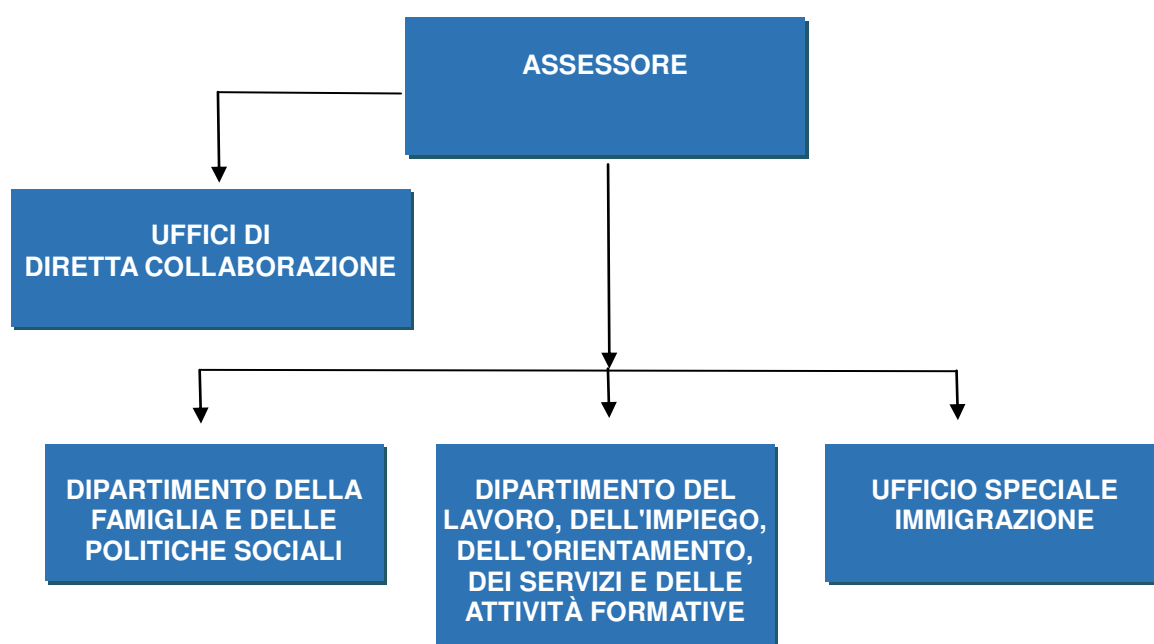 ASSESSORE
UFFICI DI
DIRETTA COLLABORAZIONE
DIPARTIMENTO DELLA
FAMIGLIA E DELLE
POLITICHE SOCIALI
DIPARTIMENTO DEL
LAVORO, DELL'IMPIEGO,
DELL'ORIENTAMENTO,
DEI SERVIZI E DELLE
ATTIVITÀ FORMATIVE
UFFICIO SPECIALE
IMMIGRAZIONE